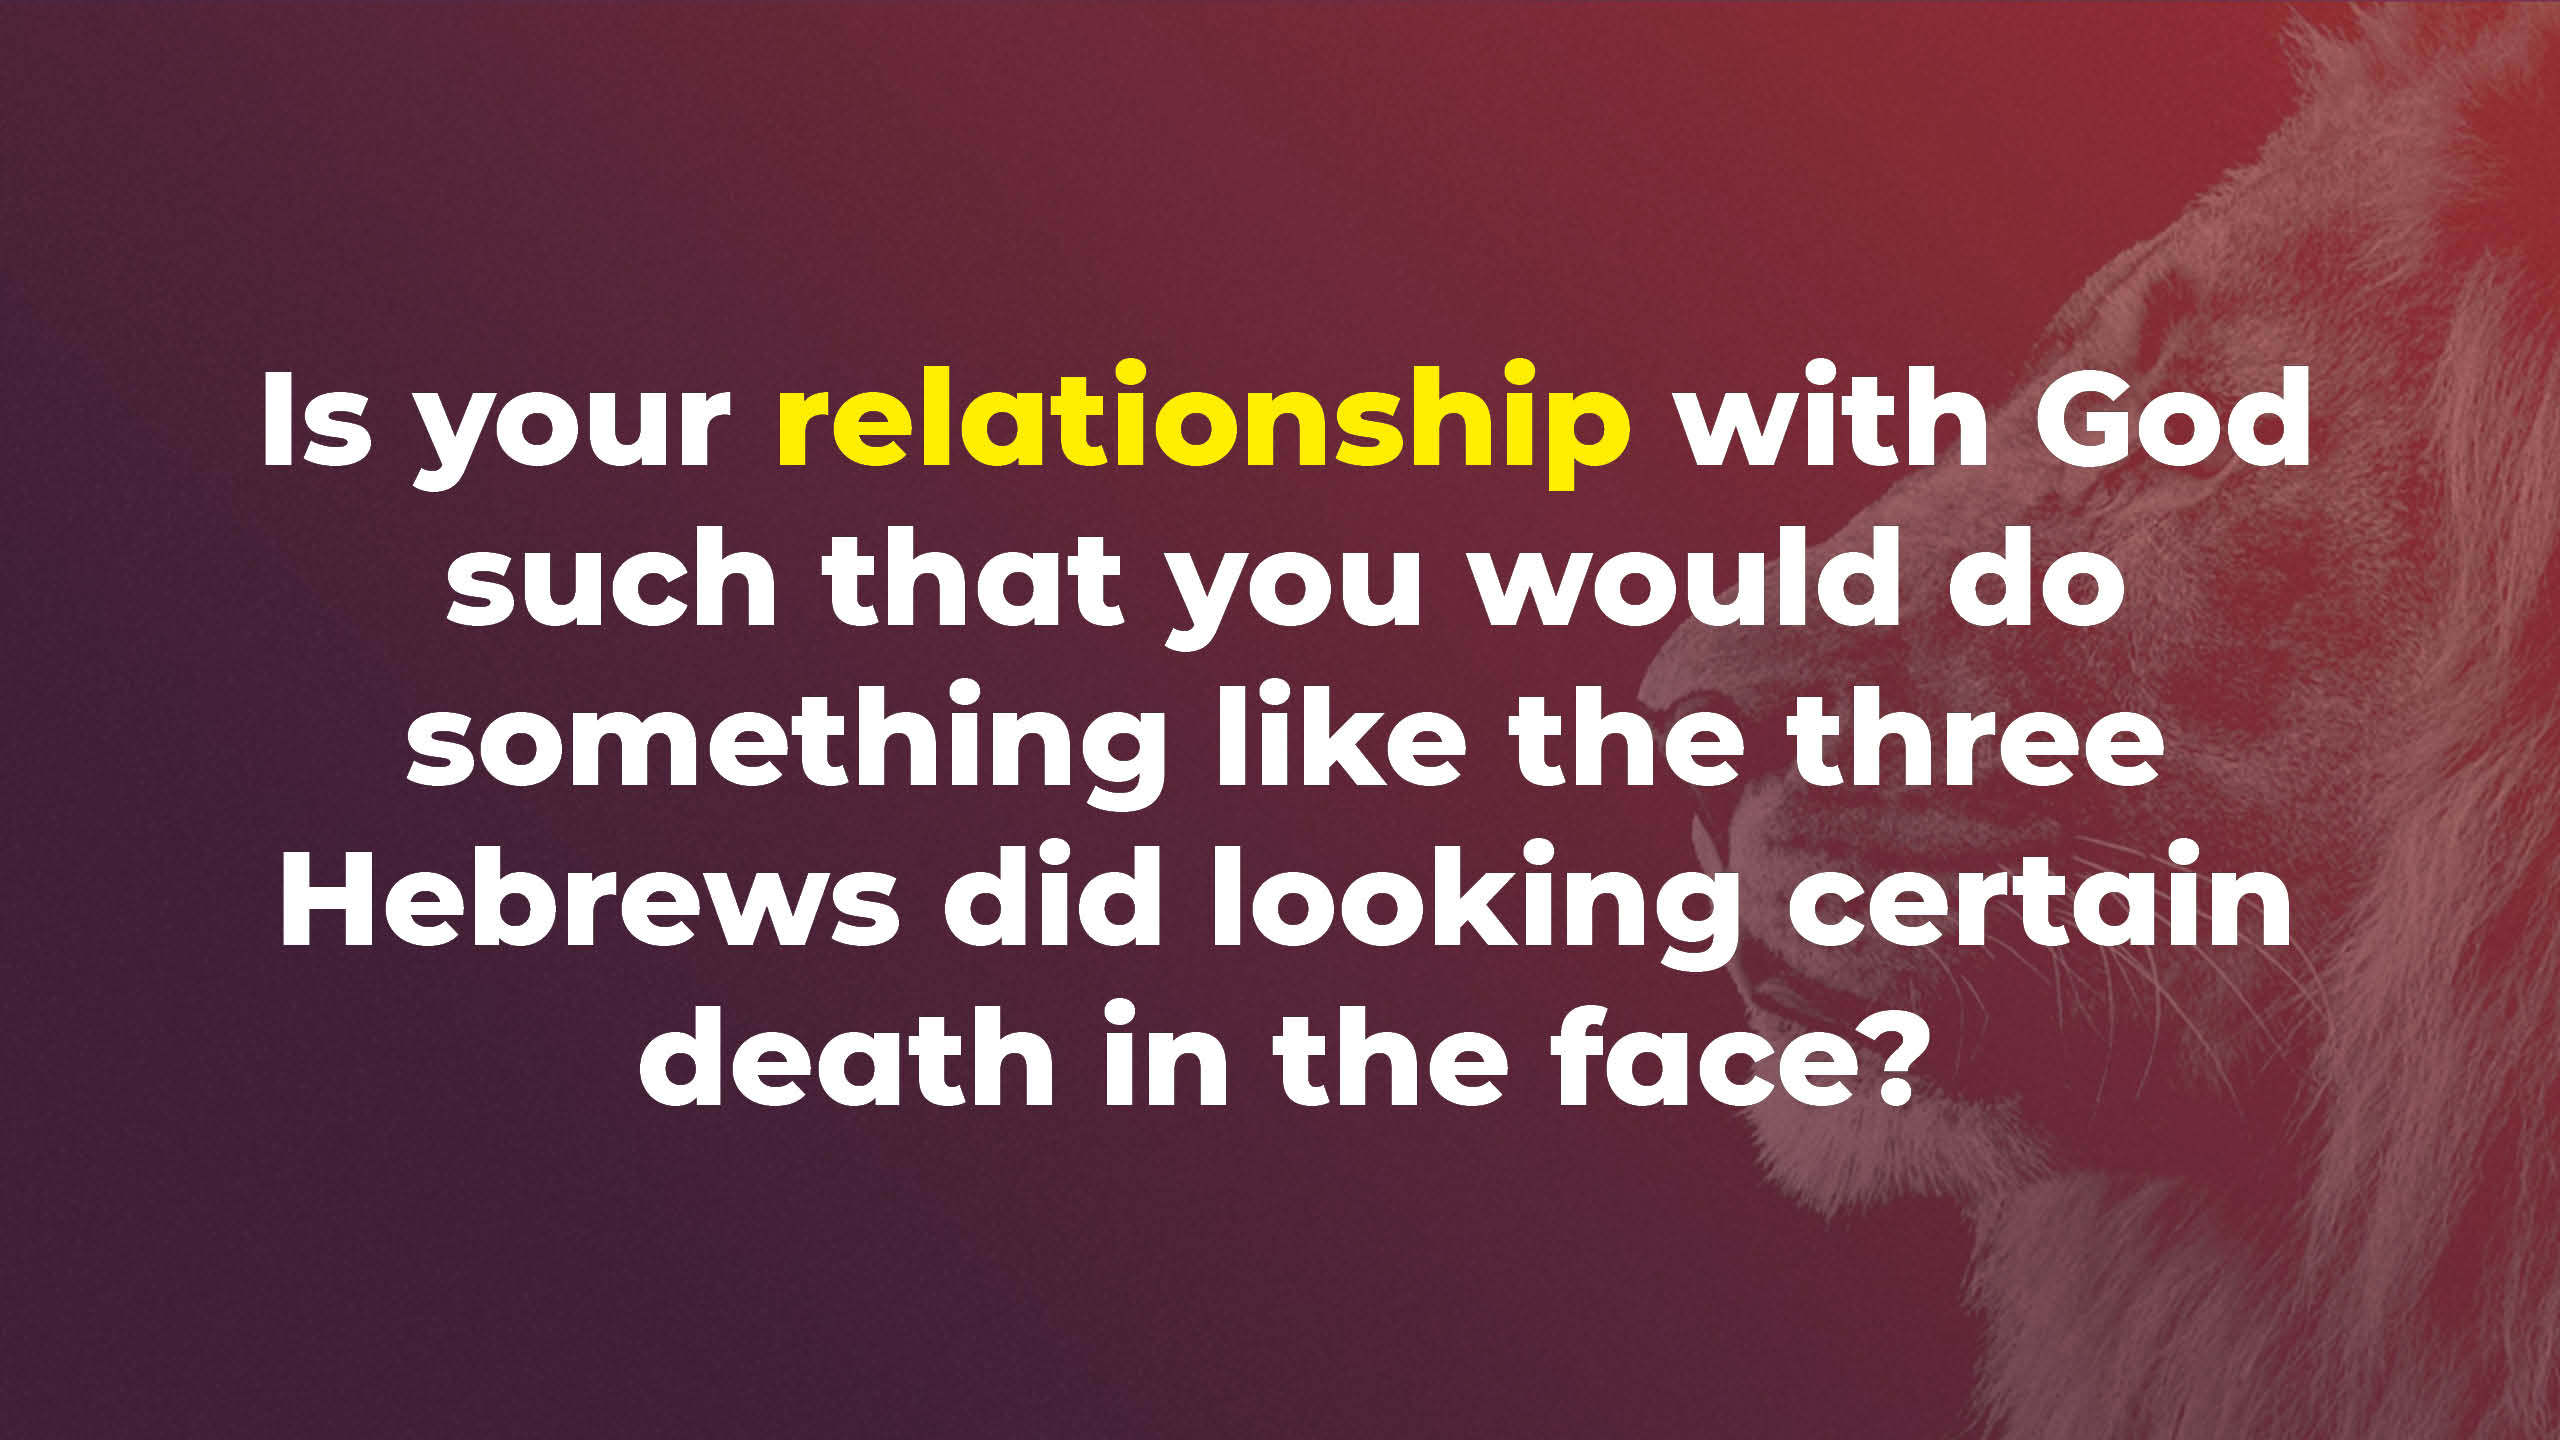 Is your relationship with God
such that you would do
something like the three
Hebrews did looking certain
death in the face?